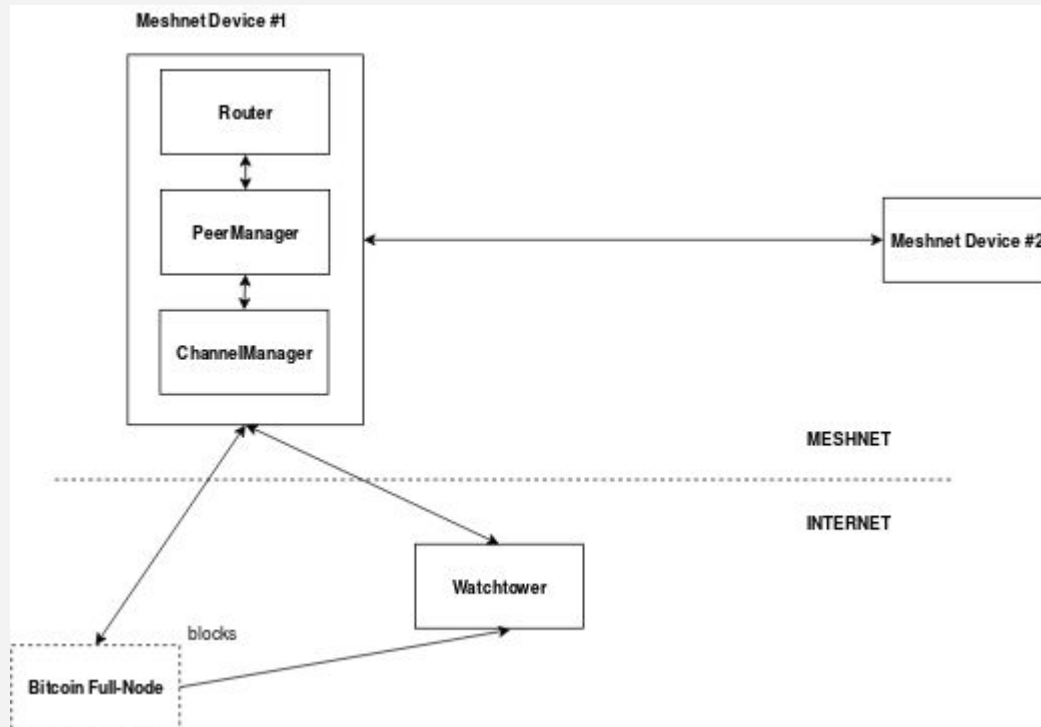 Meshnet Device #1
Router
PeerManager
Meshnet Device #2
ChannelManager
MESHNET
INTERNET
Watchtower
blocks
Bitcoin Full-Node